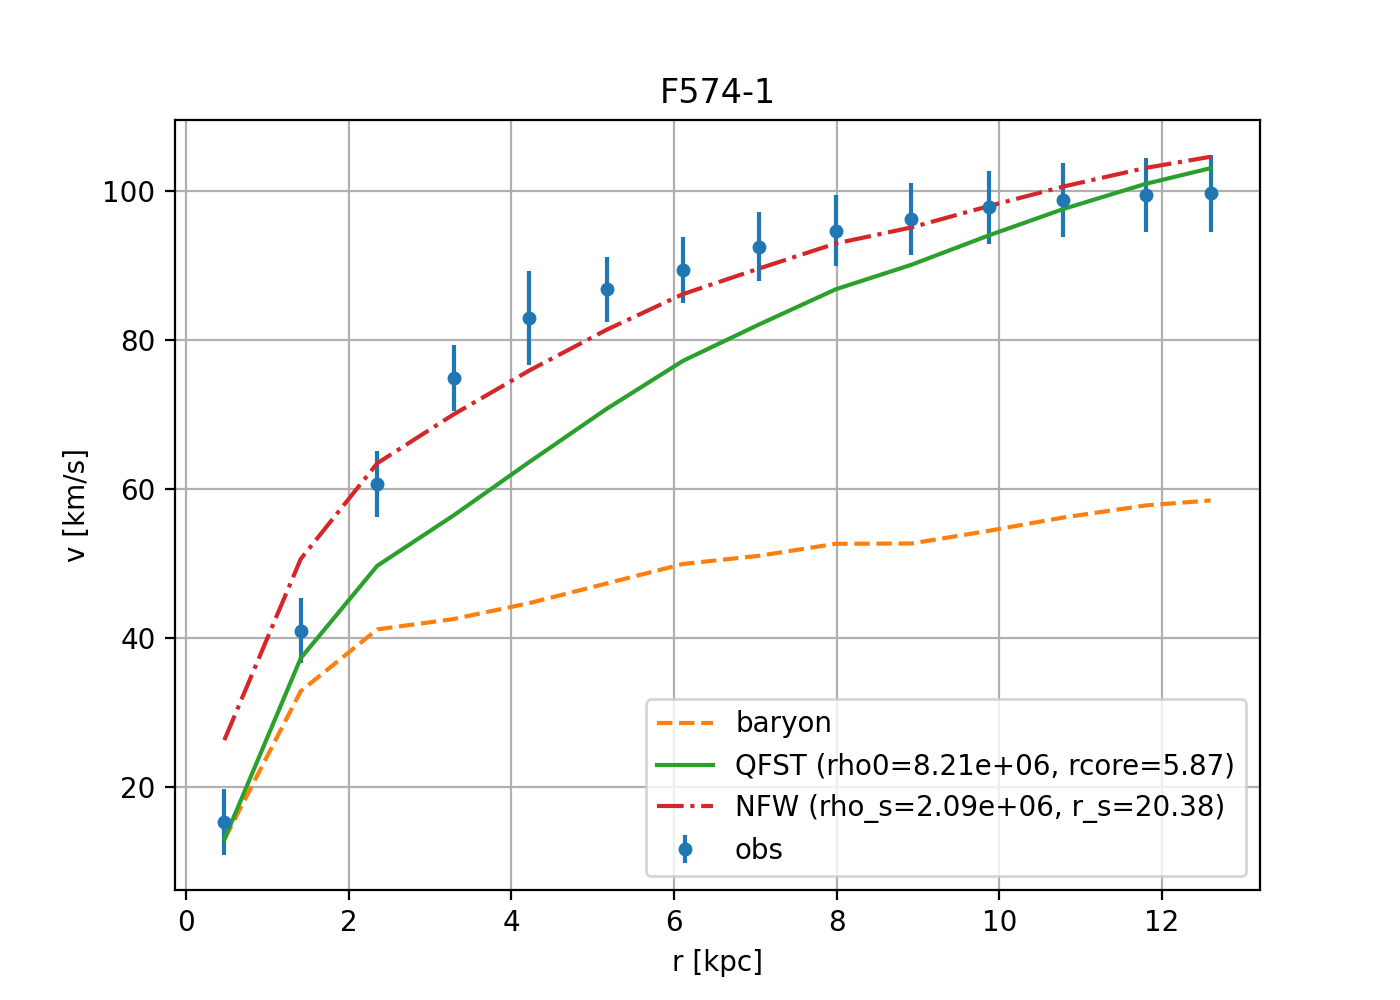 F574-1
v [km/s]
100
80
60
40
20
baryon
QFST (rho0=8.21e+06, rcore=5.87)
NFW (rho_s=2.09e+06, r_s=20.38)
obs
0 2 4 6 8 10 12
r [kpc]